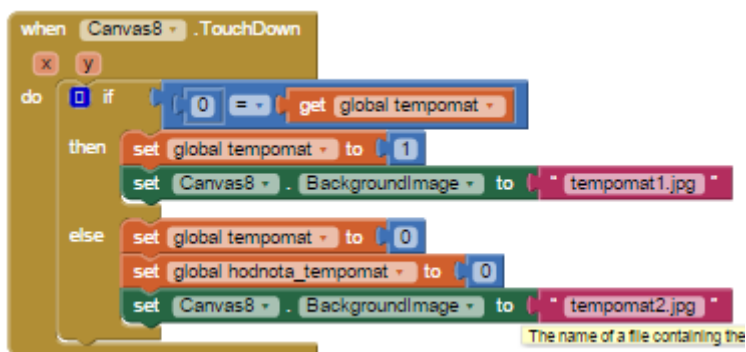 when Canvas8 .TouchDown
x y
do if 0 = get global tempomat
then set global tempomat to 1
set Canvas8 . BackgroundImage to " tempomat1.jpg "
else set global tempomat to 0
set global hodnota_tempomat to 0
set Canvas8 . BackgroundImage to " tempomat2.jpg "
The name of a file containing the